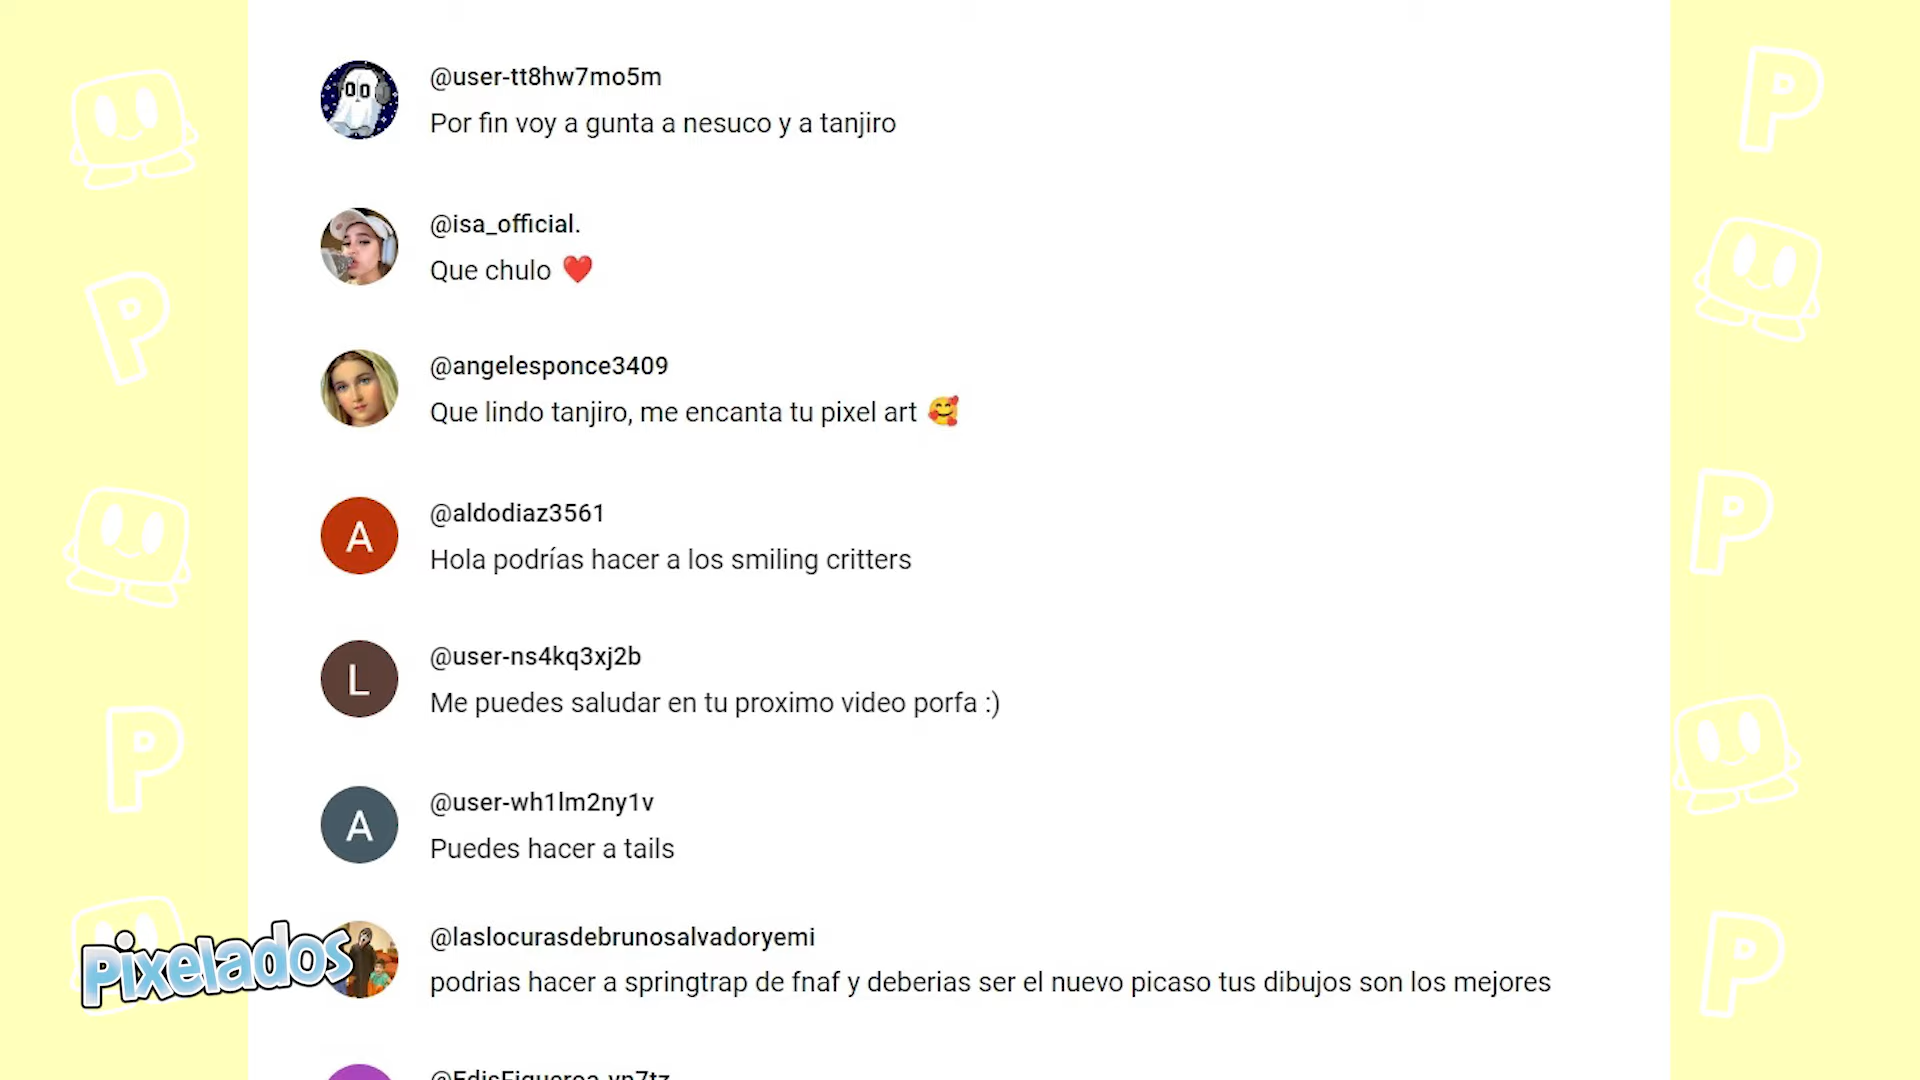 @user-tt8hw7mo5m
Por fin voy a gunta a nesuco y a tanjiro
@isa_official.
Que chulo ❤️
@angelesponce3409
Que lindo tanjiro, me encanta tu pixel art 🥰
A
@aldodiaz3561
Hola podrías hacer a los smiling critters
L
@user-ns4kq3xj2b
Me puedes saludar en tu proximo video porfa :)
A
@user-wh1lm2ny1v
Puedes hacer a tails
@laslocurasdebrunosalvadoryemi
podrias hacer a springtrap de fnaf y deberias ser el nuevo picaso tus dibujos son los mejores
Pixelados
P
P
P
P
P